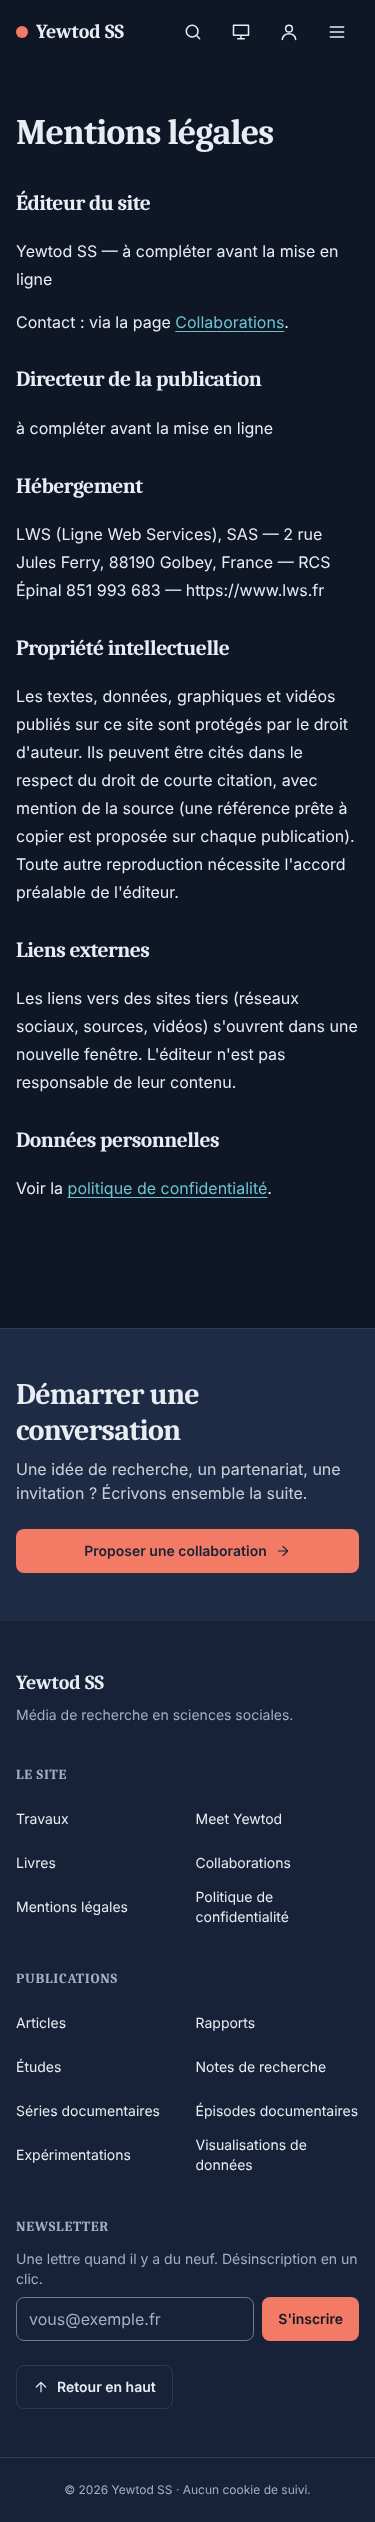 Yewtod SS
Mentions légales
Éditeur du site
Yewtod SS — à compléter avant la mise en
ligne
Contact : via la page Collaborations.
Directeur de la publication
à compléter avant la mise en ligne
Hébergement
LWS (Ligne Web Services), SAS — 2 rue
Jules Ferry, 88190 Golbey, France — RCS
Épinal 851 993 683 — https://www.lws.fr
Propriété intellectuelle
Les textes, données, graphiques et vidéos
publiés sur ce site sont protégés par le droit
d'auteur. Ils peuvent être cités dans le
respect du droit de courte citation, avec
mention de la source (une référence prête à
copier est proposée sur chaque publication).
Toute autre reproduction nécessite l'accord
préalable de l'éditeur.
Liens externes
Les liens vers des sites tiers (réseaux
sociaux, sources, vidéos) s'ouvrent dans une
nouvelle fenêtre. L'éditeur n'est pas
responsable de leur contenu.
Données personnelles
Voir la politique de confidentialité.
Démarrer une
conversation
Une idée de recherche, un partenariat, une
invitation ? Écrivons ensemble la suite.
Proposer une collaboration
Yewtod SS
Média de recherche en sciences sociales.
LE SITE
Travaux
Meet Yewtod
Livres
Collaborations
Mentions légales
Politique de
confidentialité
PUBLICATIONS
Articles
Rapports
Études
Notes de recherche
Séries documentaires
Épisodes documentaires
Expérimentations
Visualisations de
données
NEWSLETTER
Une lettre quand il y a du neuf. Désinscription en un
clic.
vous@exemple.fr
S'inscrire
Retour en haut
© 2026 Yewtod SS · Aucun cookie de suivi.